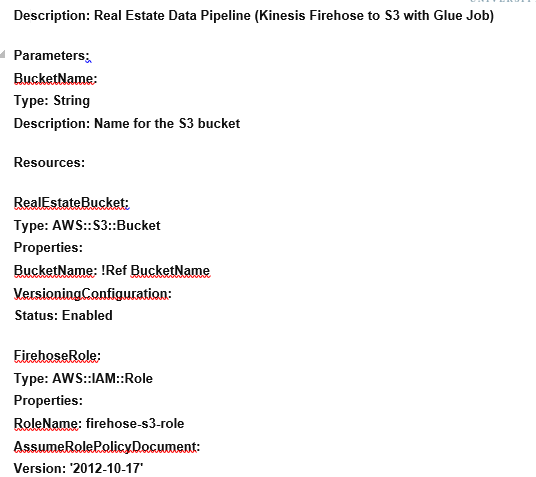 Description: Real Estate Data Pipeline (Kinesis Firehose to S3 with Glue Job)
Parameters:
BucketName:
Type: String
Description: Name for the S3 bucket
Resources:
RealEstateBucket:
Type: AWS::S3::Bucket
Properties:
BucketName: !Ref BucketName
VersioningConfiguration:
Status: Enabled
FirehoseRole:
Type: AWS::IAM::Role
Properties:
RoleName: firehose-s3-role
AssumeRolePolicyDocument:
Version: '2012-10-17'